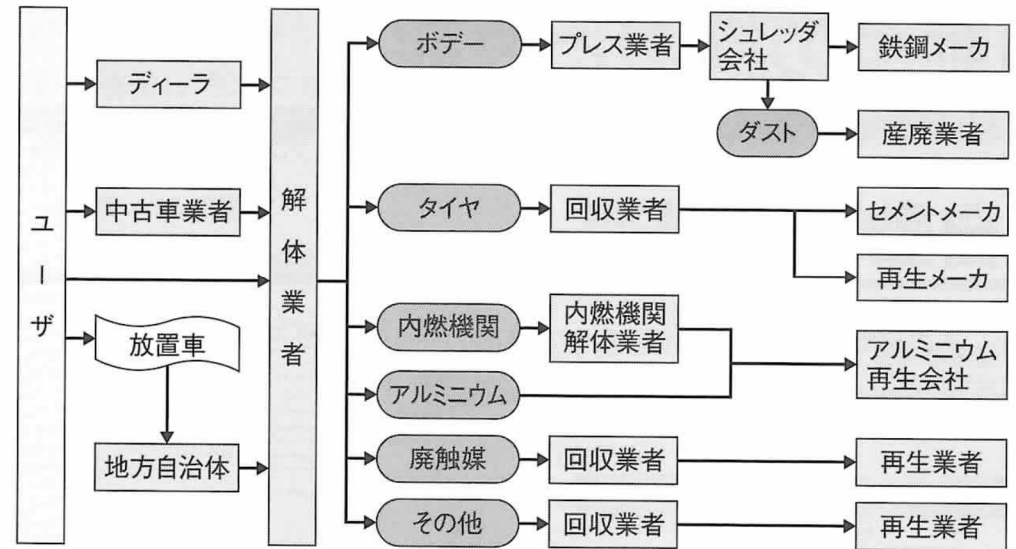 ユーザ
ディーラ
中古車業者
放置車
地方自治体
解体業者
ボデー
プレス業者
シュレッダ
会社
鉄鋼メーカ
ダスト
産廃業者
タイヤ
回収業者
セメントメーカ
再生メーカ
内燃機関
内燃機関
解体業者
アルミニウム
アルミニウム
再生会社
廃触媒
回収業者
再生業者
その他
回収業者
再生業者